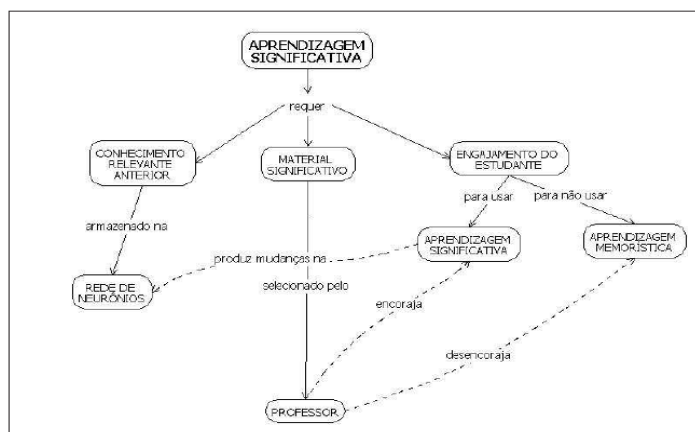 APRENDIZAGEM
SIGNIFICATIVA
requer
CONHECIMENTO
RELEVANTE
ANTERIOR
MATERIAL
SIGNIFICATIVO
ENGAJAMENTO DO
ESTUDANTE
para usar
para não usar
armazenado na
APRENDIZAGEM
SIGNIFICATIVA
APRENDIZAGEM
MEMORÍSTICA
produz mudanças na
REDE DE
NEURÔNIOS
selecionado pelo
encoraja
desencoraja
PROFESSOR